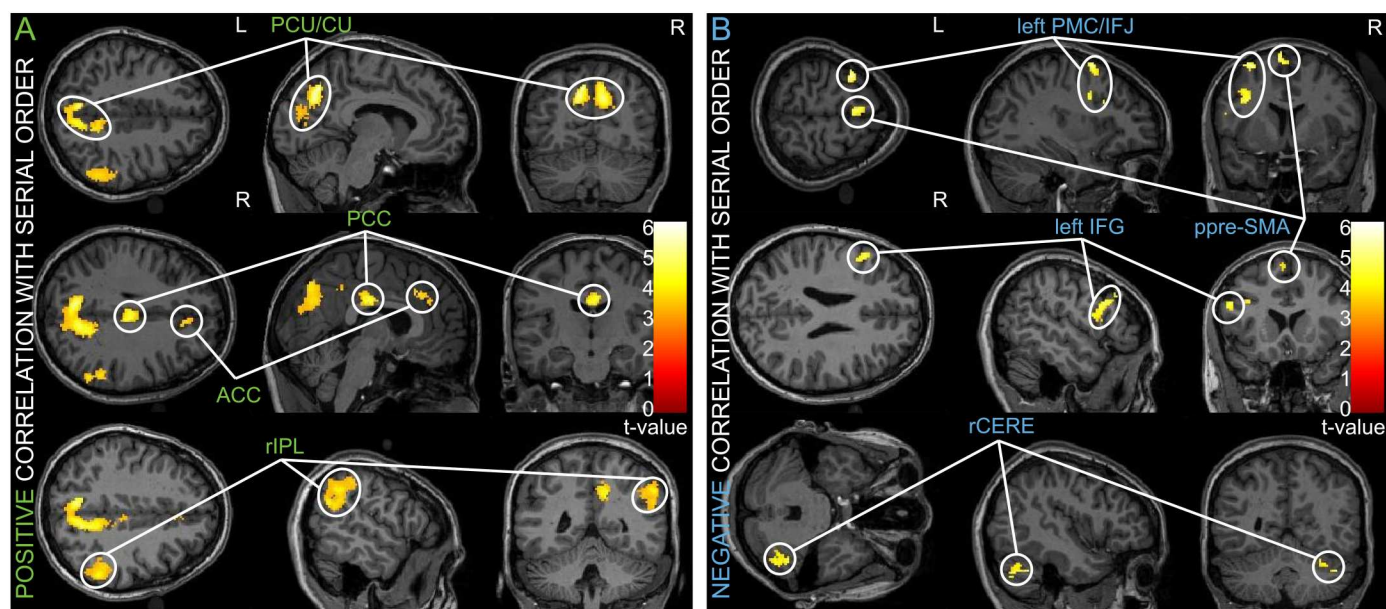 A
POSITIVE CORRELATION WITH SERIAL ORDER
L
PCU/CU
R
R
PCC
ACC
6
5
4
3
2
1
0
t-value
rIPL
B
NEGATIVE CORRELATION WITH SERIAL ORDER
L
left PMC/IFJ
R
R
left IFG
ppre-SMA
6
5
4
3
2
1
0
t-value
rCERE